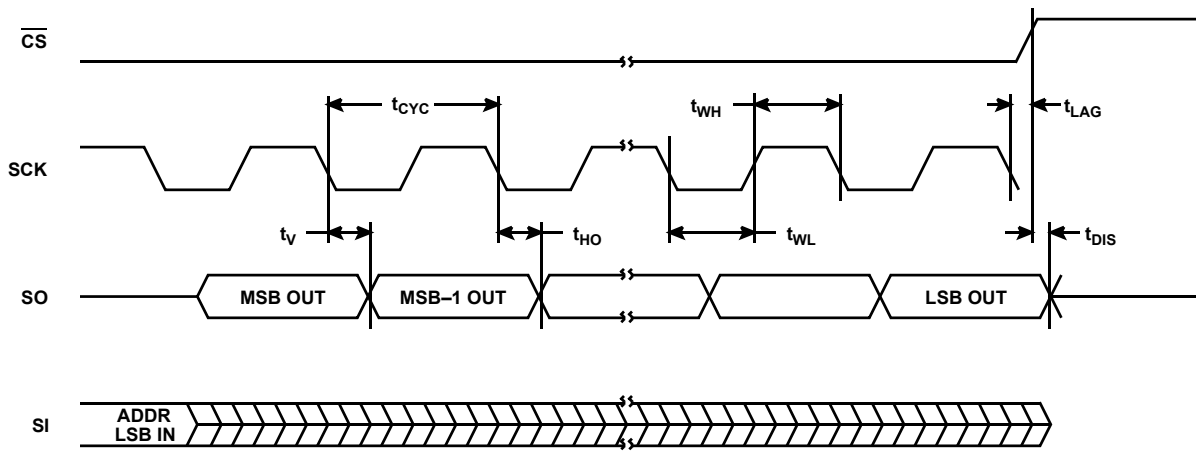 CS
tCYC
tWH
tLAG
SCK
tV
tHO
tWL
tDIS
SO
MSB OUT
MSB–1 OUT
LSB OUT
SI
ADDR
LSB IN